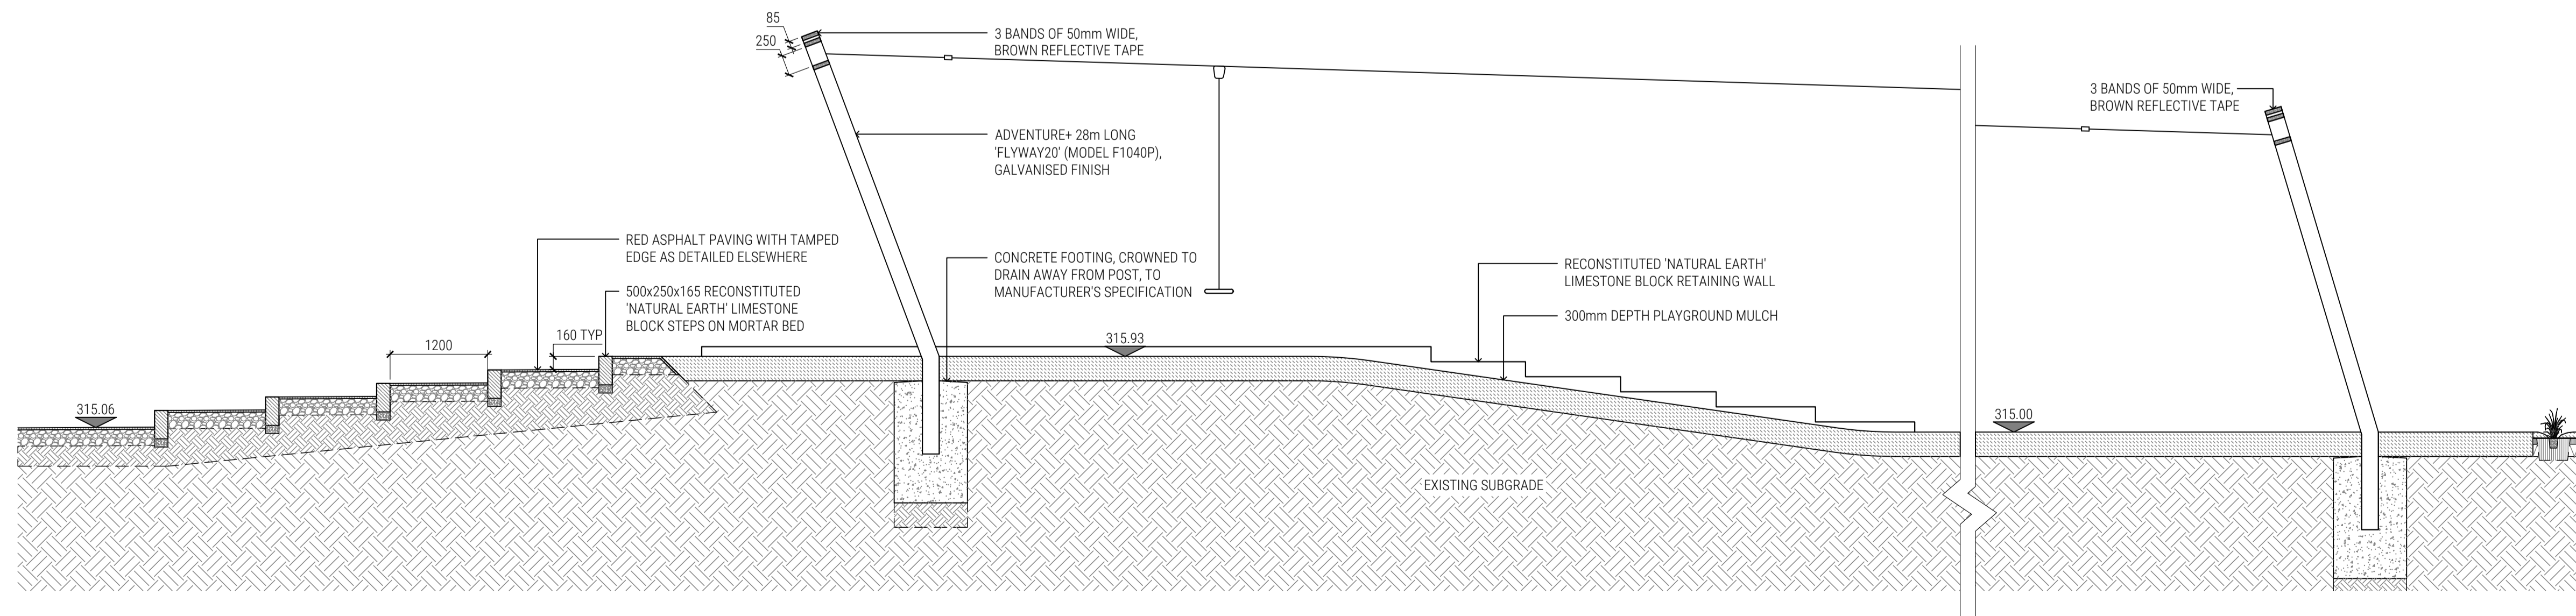 85
250
3 BANDS OF 50mm WIDE,
BROWN REFLECTIVE TAPE
3 BANDS OF 50mm WIDE,
BROWN REFLECTIVE TAPE
ADVENTURE+ 28m LONG
'FLYWAY20' (MODEL F1040P),
GALVANISED FINISH
RED ASPHALT PAVING WITH TAMPED
EDGE AS DETAILED ELSEWHERE
CONCRETE FOOTING, CROWNED TO
DRAIN AWAY FROM POST, TO
MANUFACTURER'S SPECIFICATION
RECONSTITUTED 'NATURAL EARTH'
LIMESTONE BLOCK RETAINING WALL
500x250x165 RECONSTITUTED
'NATURAL EARTH' LIMESTONE
BLOCK STEPS ON MORTAR BED
300mm DEPTH PLAYGROUND MULCH
160 TYP
1200
315.93
315.06
315.00
EXISTING SUBGRADE